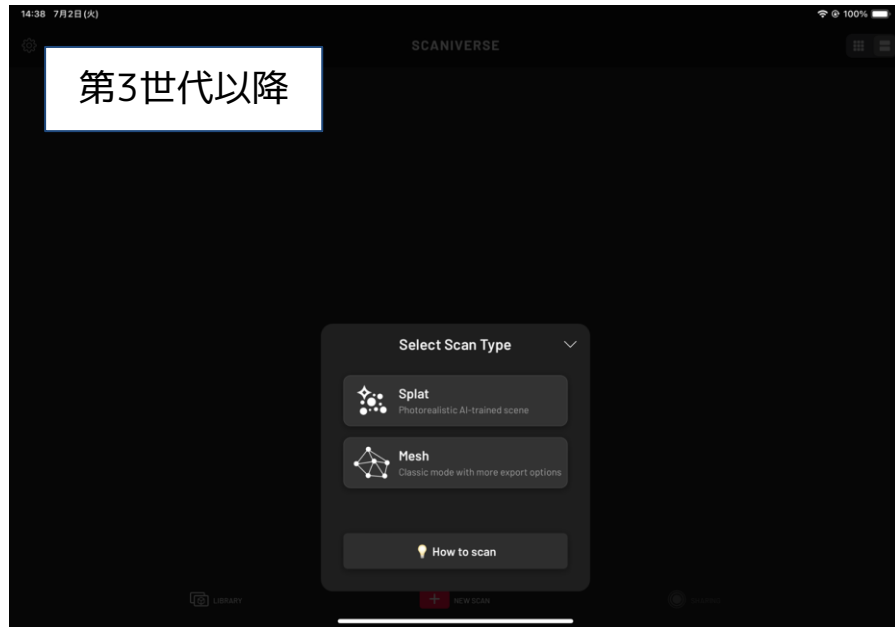 14:38 7月2日(火)
100%
SCANIVERSE
第3世代以降
Select Scan Type
Splat
Photorealistic AI-trained scene
Mesh
Classic mode with more export options
How to scan
LIBRARY
NEW SCAN